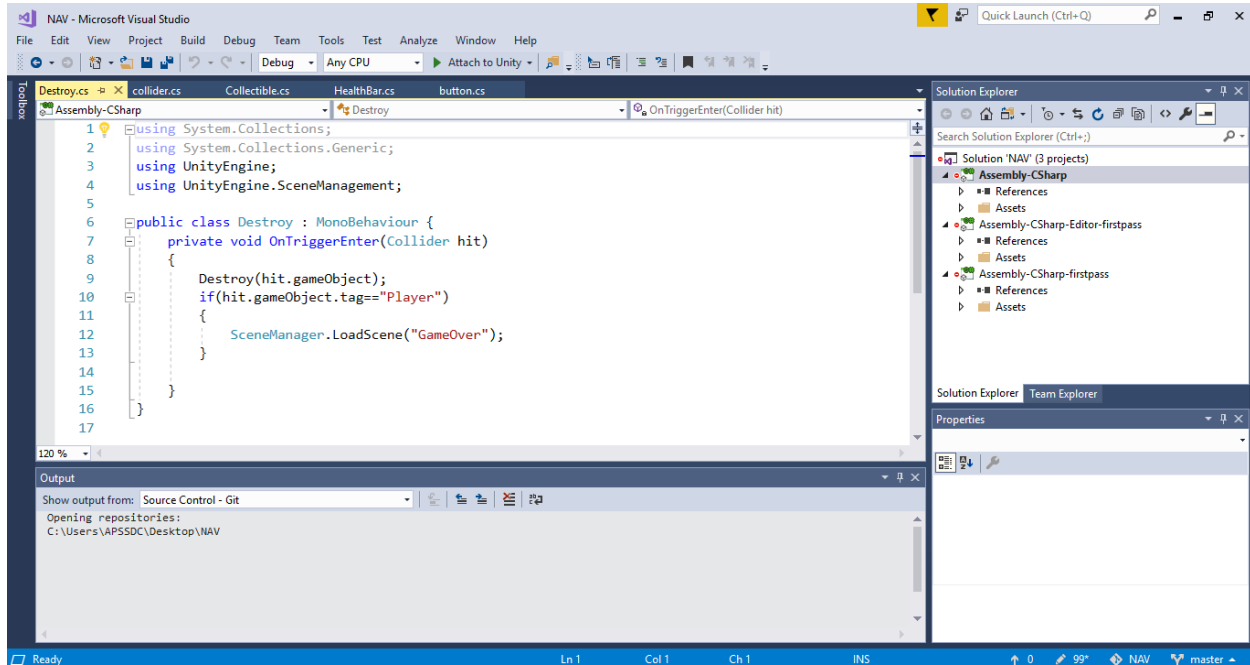 NAV - Microsoft Visual Studio
Quick Launch (Ctrl+Q)
File Edit View Project Build Debug Team Tools Test Analyze Window Help
Debug Any CPU Attach to Unity
Toolbox
Destroy.cs collider.cs Collectible.cs HealthBar.cs button.cs
Assembly-CSharp Destroy OnTriggerEnter(Collider hit)
1 using System.Collections;
2 using System.Collections.Generic;
3 using UnityEngine;
4 using UnityEngine.SceneManagement;
5
6 public class Destroy : MonoBehaviour {
7 private void OnTriggerEnter(Collider hit)
8 {
9 Destroy(hit.gameObject);
10 if(hit.gameObject.tag=="Player")
11 {
12 SceneManager.LoadScene("GameOver");
13 }
14
15 }
16 }
17
120 %
Output
Show output from: Source Control - Git
Opening repositories:
C:\Users\APSSDC\Desktop\NAV
Solution Explorer
Search Solution Explorer (Ctrl+;)
Solution 'NAV' (3 projects)
Assembly-CSharp
References
Assets
Assembly-CSharp-Editor-firstpass
References
Assets
Assembly-CSharp-firstpass
References
Assets
Solution Explorer Team Explorer
Properties
Ready Ln 1 Col 1 Ch 1 INS 0 99* NAV master